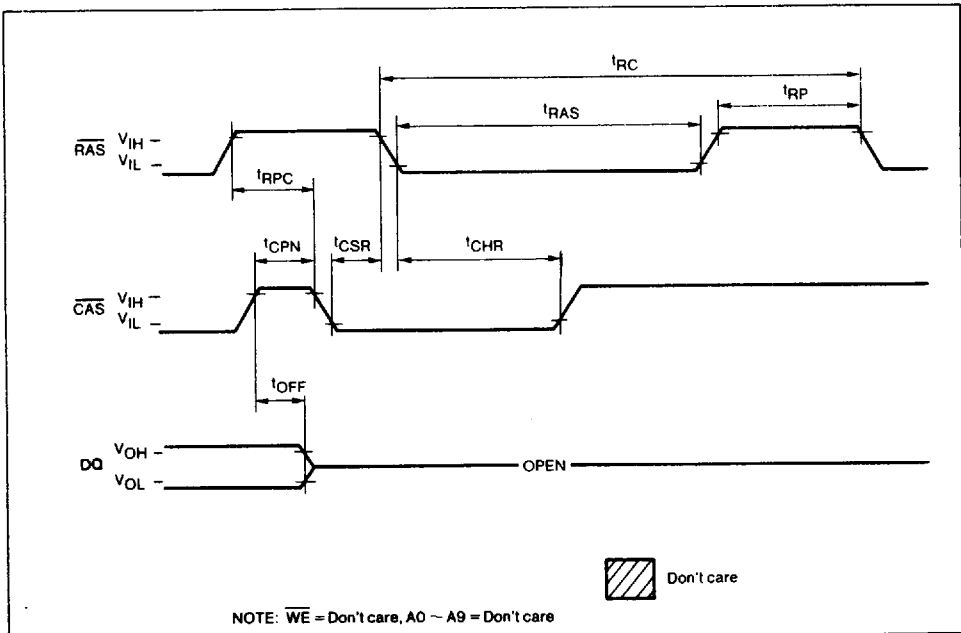 tRC
tRAS
tRP
RAS
VIH
VIL
tRPC
tCPN
tCSR
tCHR
CAS
VIH
VIL
tOFF
DQ
VOH
VOL
OPEN
Don't care
NOTE: WE = Don't care, A0 ~ A9 = Don't care